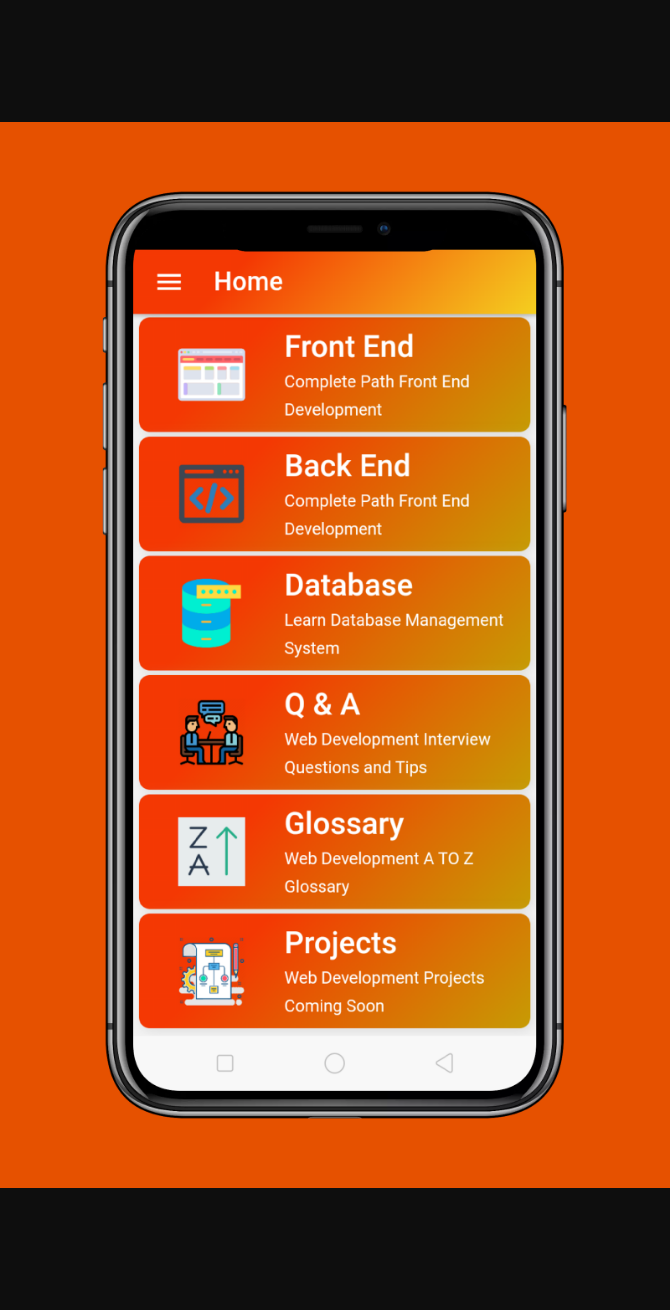 Home
Front End
Complete Path Front End
Development
Back End
Complete Path Front End
Development
Database
Learn Database Management
System
Q & A
Web Development Interview
Questions and Tips
Z
A
Glossary
Web Development A TO Z
Glossary
Projects
Web Development Projects
Coming Soon